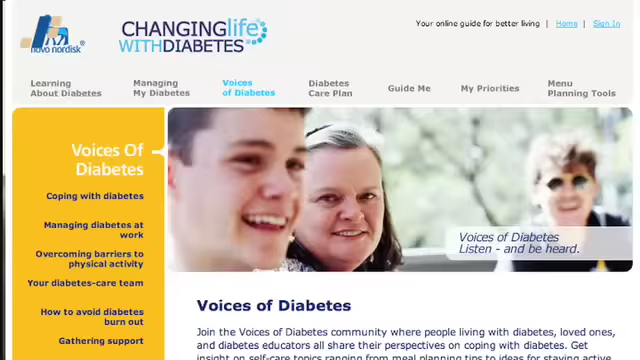 novo nordisk®
CHANGINGlife
WITHDIABETES
Your online guide for better living | Home | Sign In
Learning
About Diabetes
Managing
My Diabetes
Voices
of Diabetes
Diabetes
Care Plan
Guide Me
My Priorities
Menu
Planning Tools
Voices Of
Diabetes
Coping with diabetes
Managing diabetes at
work
Overcoming barriers to
physical activity
Your diabetes-care team
How to avoid diabetes
burn out
Gathering support
Voices of Diabetes
Listen - and be heard.
Voices of Diabetes
Join the Voices of Diabetes community where people living with diabetes, loved ones,
and diabetes educators all share their perspectives on coping with diabetes. Get
insight on self-care topics ranging from meal planning tips to ideas for staying active